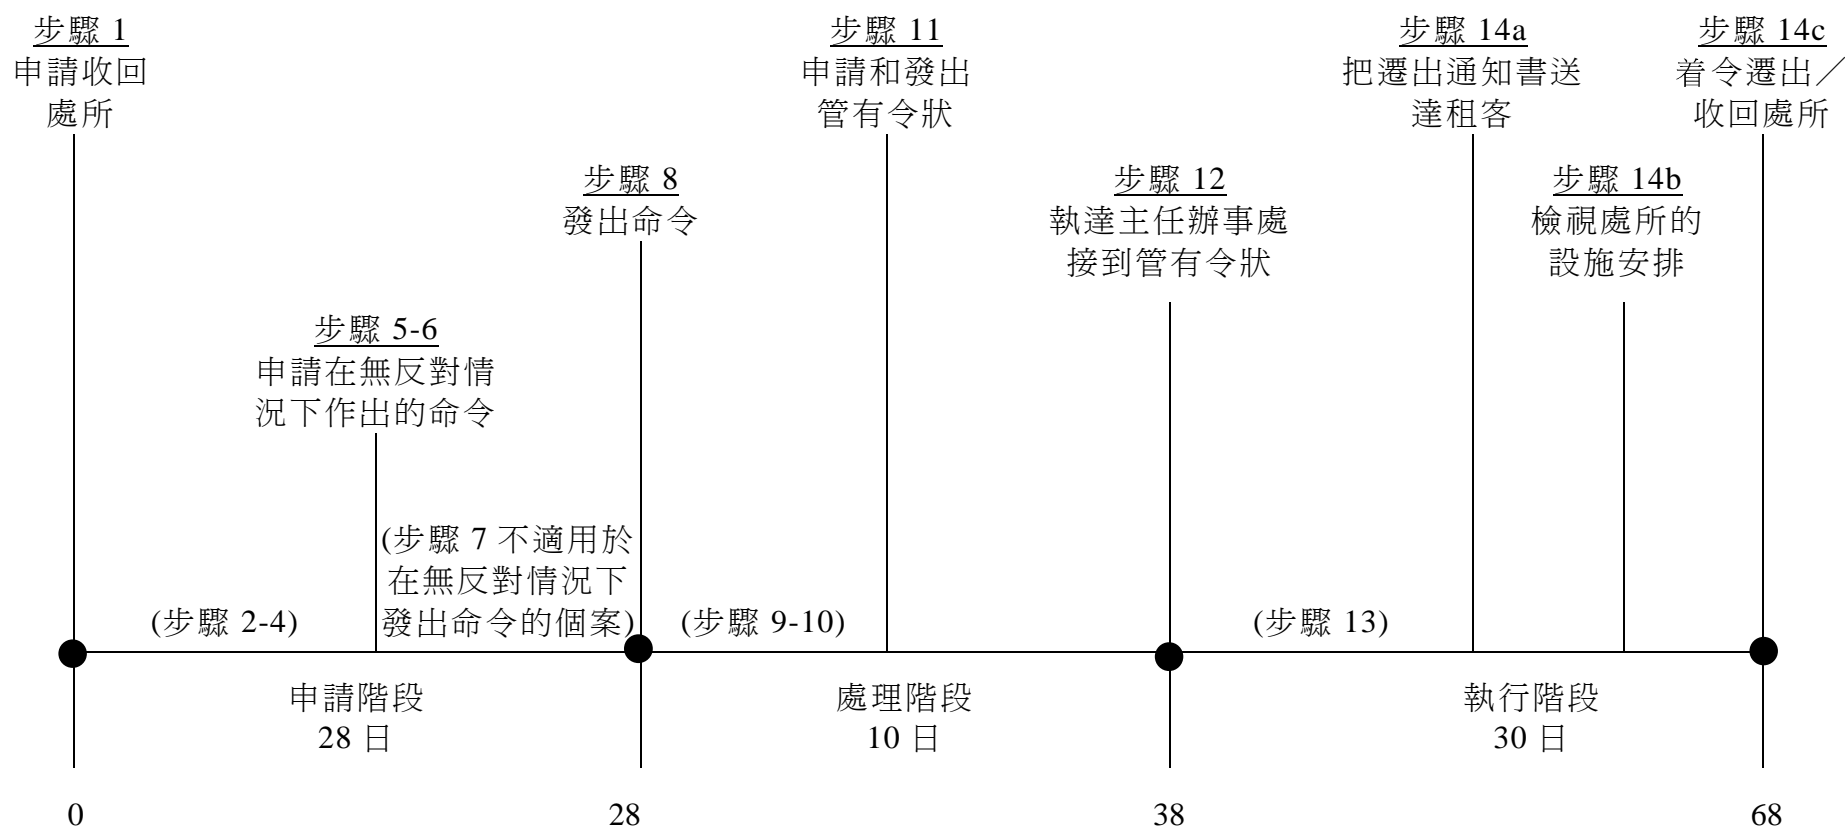 步驟 1
申請收回
處所
步驟 11
申請和發出
管有令狀
步驟 14a
把遷出通知書送
達租客
步驟 14c
着令遷出／
收回處所
步驟 8
發出命令
步驟 12
執達主任辦事處
接到管有令狀
步驟 14b
檢視處所的
設施安排
步驟 5-6
申請在無反對情
況下作出的命令
(步驟 7 不適用於
在無反對情況下
發出命令的個案)
(步驟 2-4)
(步驟 9-10)
(步驟 13)
申請階段
28 日
處理階段
10 日
執行階段
30 日
0
28
38
68